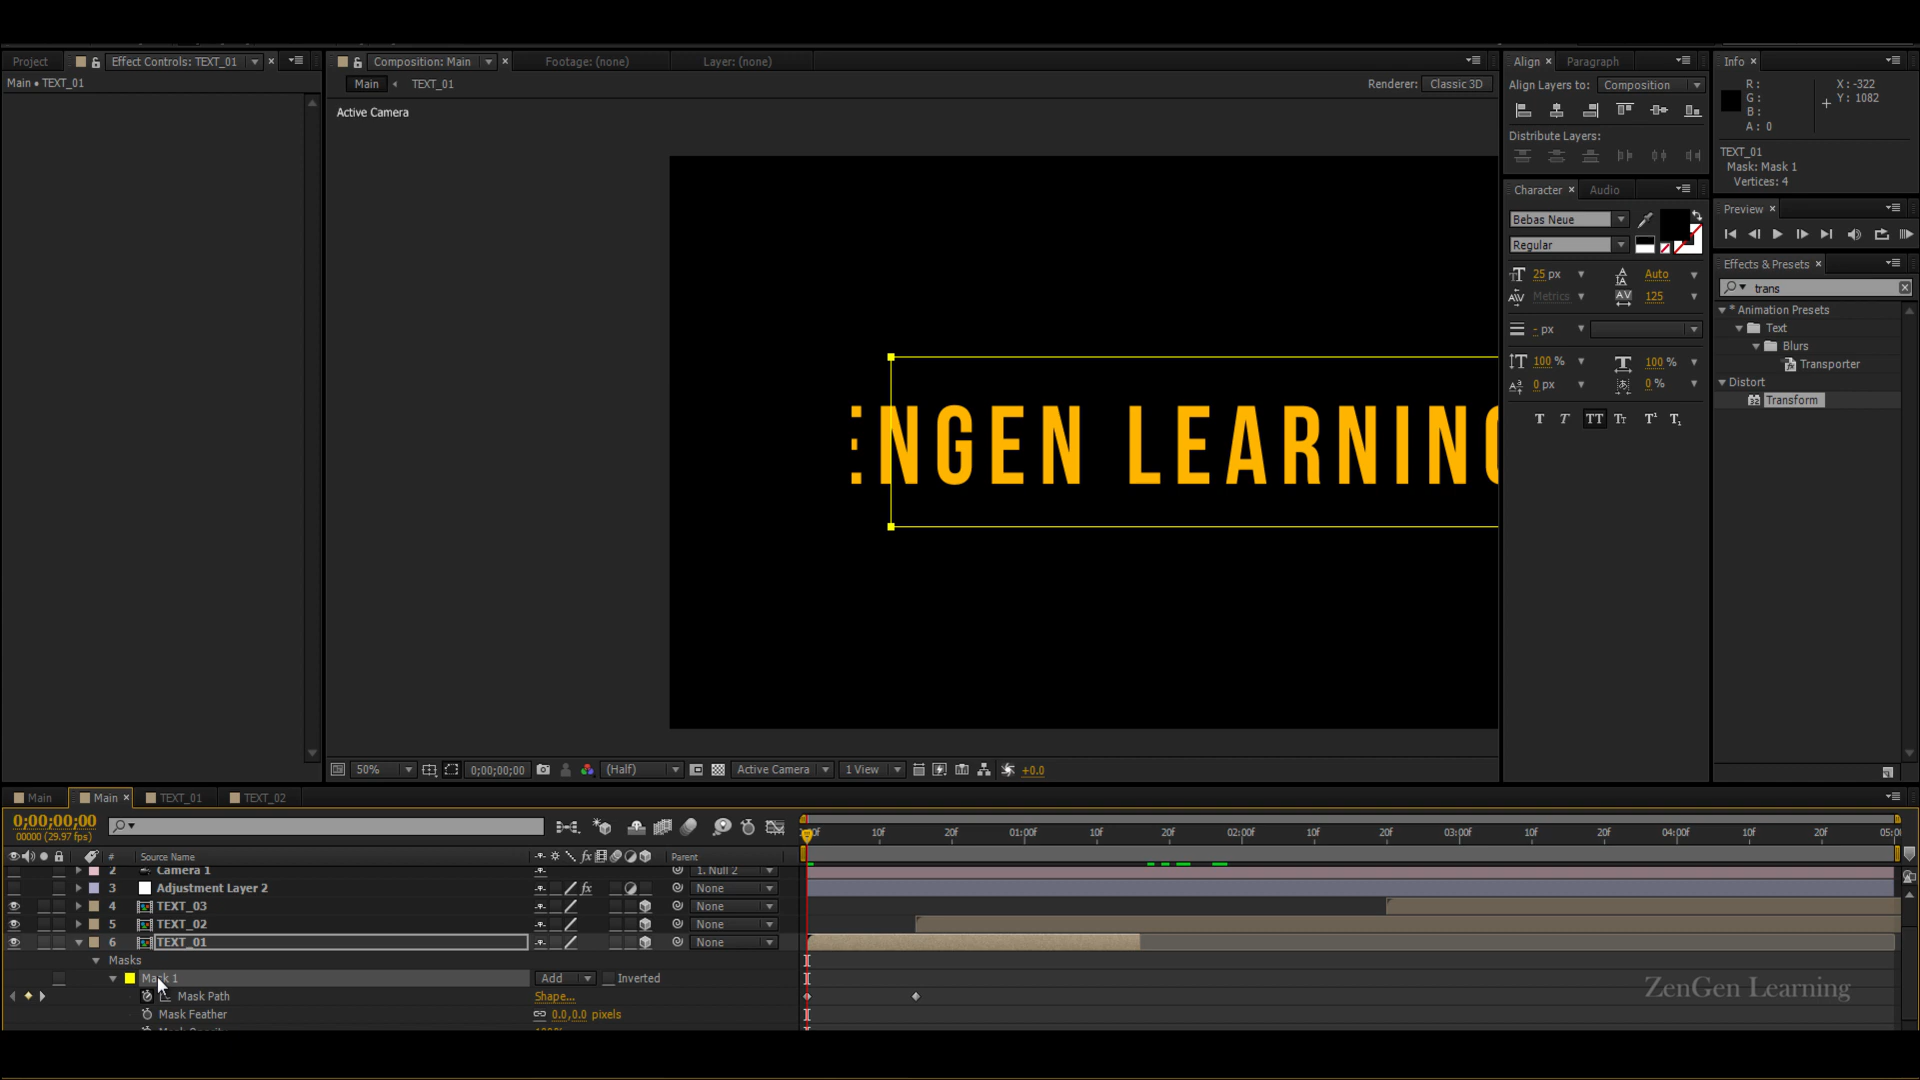 Project
Effect Controls: TEXT_01
Main • TEXT_01
Composition: Main
Footage: (none)
Layer: (none)
Main
TEXT_01
Renderer: Classic 3D
Active Camera
NGEN LEARNING
50%
0;00;00;00
(Half)
Active Camera
1 View
+0.0
Align
Paragraph
Align Layers to: Composition
Distribute Layers:
Character
Audio
Bebas Neue
Regular
25 px
Auto
Metrics
125
- px
100 %
100 %
0 px
0 %
Info
R:
G:
B:
A: 0
X: -322
Y: 1082
TEXT_01
Mask: Mask 1
Vertices: 4
Preview
Effects & Presets
trans
* Animation Presets
Text
Blurs
Transporter
Distort
Transform
Main
Main
TEXT_01
TEXT_02
0;00;00;00
00000 (29.97 fps)
# Source Name
Parent
10f 20f 01:00f 10f 20f 02:00f 10f 20f 03:00f 10f 20f 04:00f 10f 20f
2 Camera 1 1. Null 2
3 Adjustment Layer 2 None
4 TEXT_03 None
5 TEXT_02 None
6 TEXT_01 None
Masks
Mask 1 Add Inverted
Mask Path Shape...
Mask Feather 0.0,0.0 pixels
ZenGen Learning